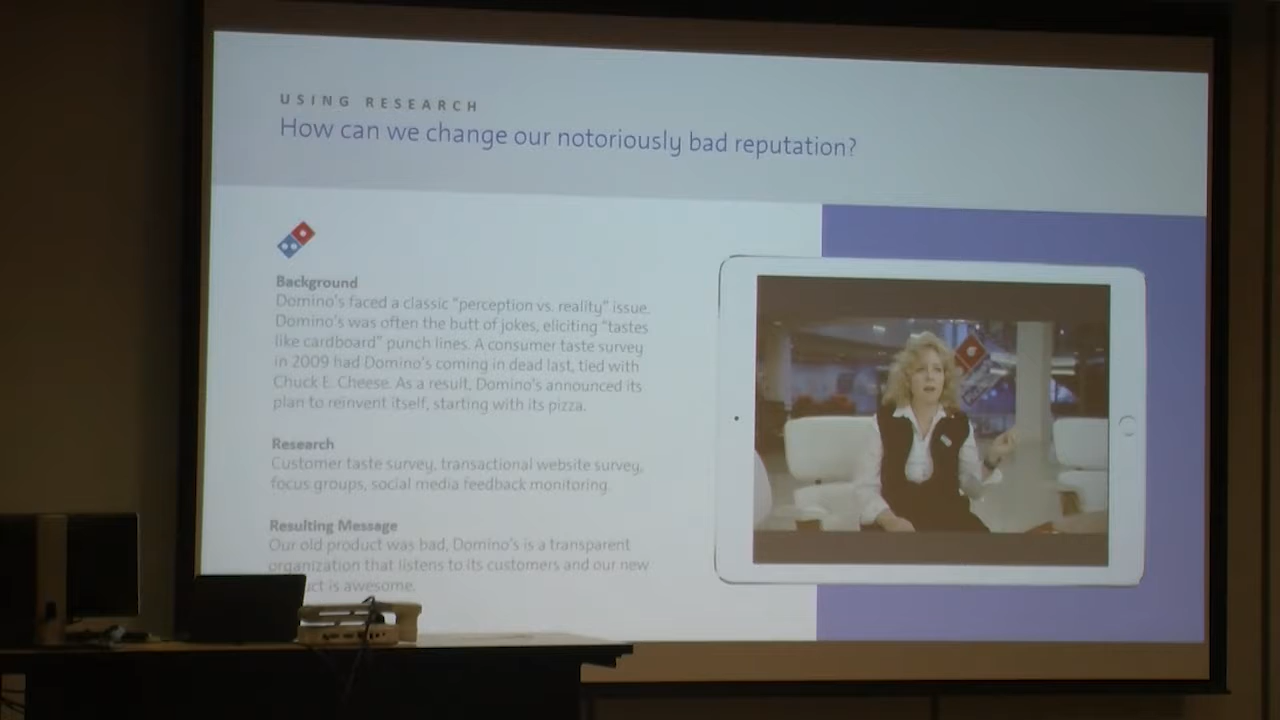 USING RESEARCH
How can we change our notoriously bad reputation?
Background
Domino's faced a classic "perception vs. reality" issue.
Domino's was often the butt of jokes, eliciting "tastes
like cardboard" punch lines. A consumer taste survey
in 2009 had Domino's coming in dead last, tied with
Chuck E. Cheese. As a result, Domino's announced its
plan to reinvent itself, starting with its pizza.
Research
Customer taste survey, transactional website survey,
focus groups, social media feedback monitoring.
Resulting Message
Our old product was bad, Domino's is a transparent
organization that listens to its customers and our new
uct is awesome.